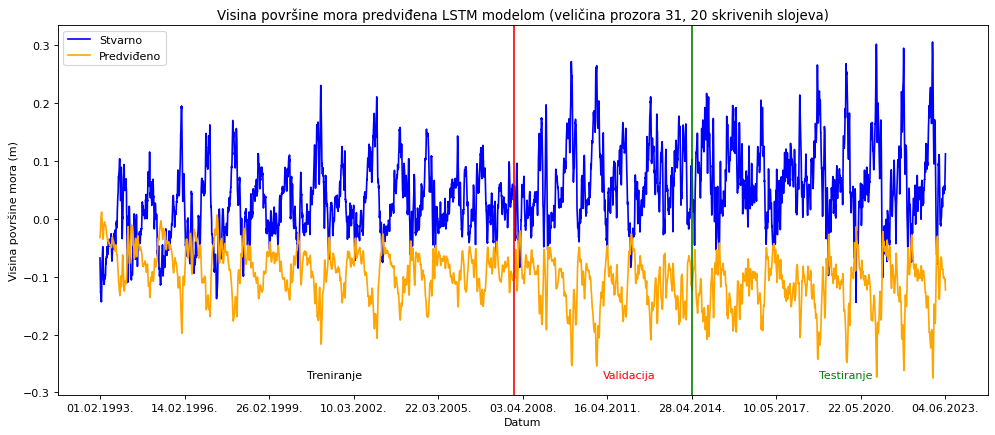 Visina površine mora predviđena LSTM modelom (veličina prozora 31, 20 skrivenih slojeva)
Stvarno
Predviđeno
Visina površine mora (m)
0.3
0.2
0.1
0.0
−0.1
−0.2
−0.3
Treniranje
Validacija
Testiranje
01.02.1993. 14.02.1996. 26.02.1999. 10.03.2002. 22.03.2005. 03.04.2008. 16.04.2011. 28.04.2014. 10.05.2017. 22.05.2020. 04.06.2023.
Datum